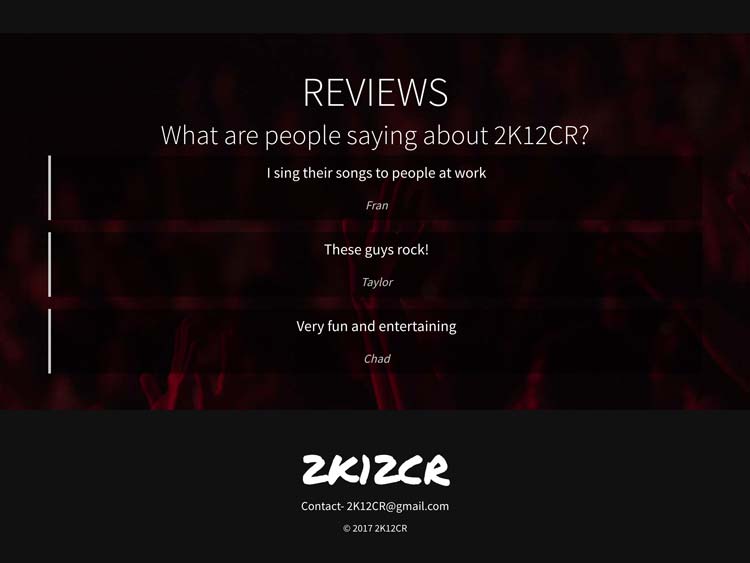 REVIEWS
What are people saying about 2K12CR?
I sing their songs to people at work
Fran
These guys rock!
Taylor
Very fun and entertaining
Chad
2K12CR
Contact- 2K12CR@gmail.com
© 2017 2K12CR